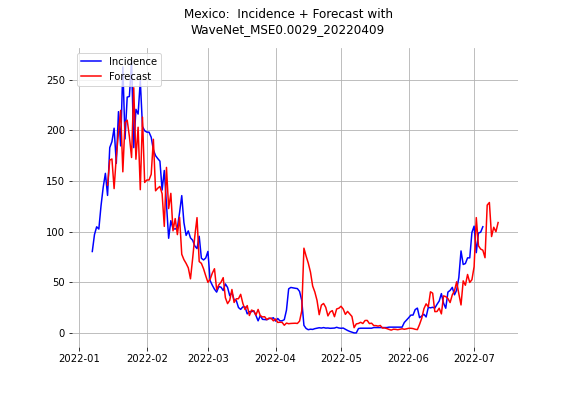 Mexico:  Incidence + Forecast with
WaveNet_MSE0.0029_20220409
Incidence
Forecast
250
200
150
100
50
0
2022-01 2022-02 2022-03 2022-04 2022-05 2022-06 2022-07